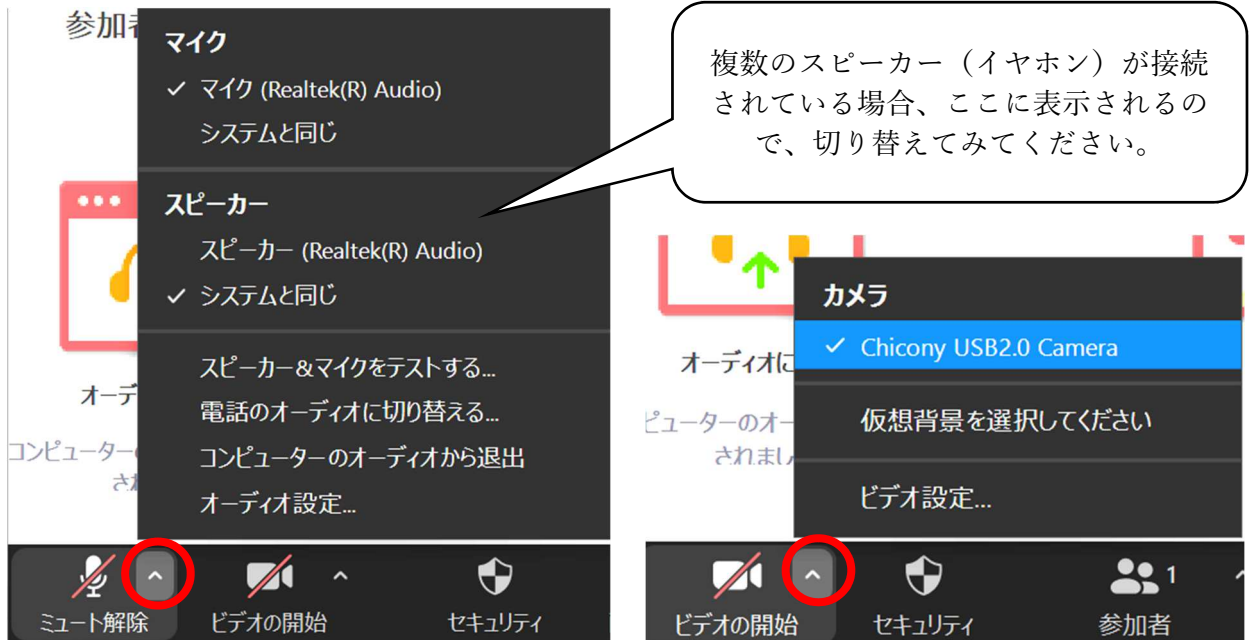 参加
マイク
✓ マイク (Realtek(R) Audio)
システムと同じ
スピーカー
スピーカー (Realtek(R) Audio)
✓ システムと同じ
スピーカー&マイクをテストする...
電話のオーディオに切り替える...
コンピューターのオーディオから退出
オーディオ設定...
オーデ
コンピューター
さ
ミュート解除
ビデオの開始
セキュリティ
複数のスピーカー（イヤホン）が接続
されている場合、ここに表示されるの
で、切り替えてみてください。
カメラ
✓ Chicony USB2.0 Camera
仮想背景を選択してください
ビデオ設定...
オーディオに
ピューターのオー
されまし
ビデオの開始
セキュリティ
1
参加者